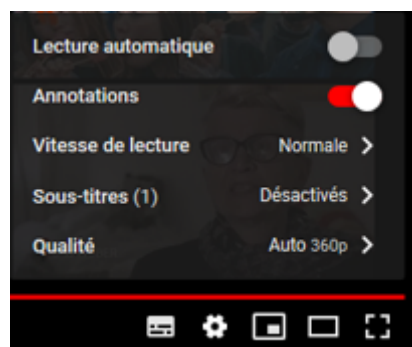 Lecture automatique
Annotations
Vitesse de lecture Normale
Sous-titres (1) Désactivés
Qualité Auto 360p